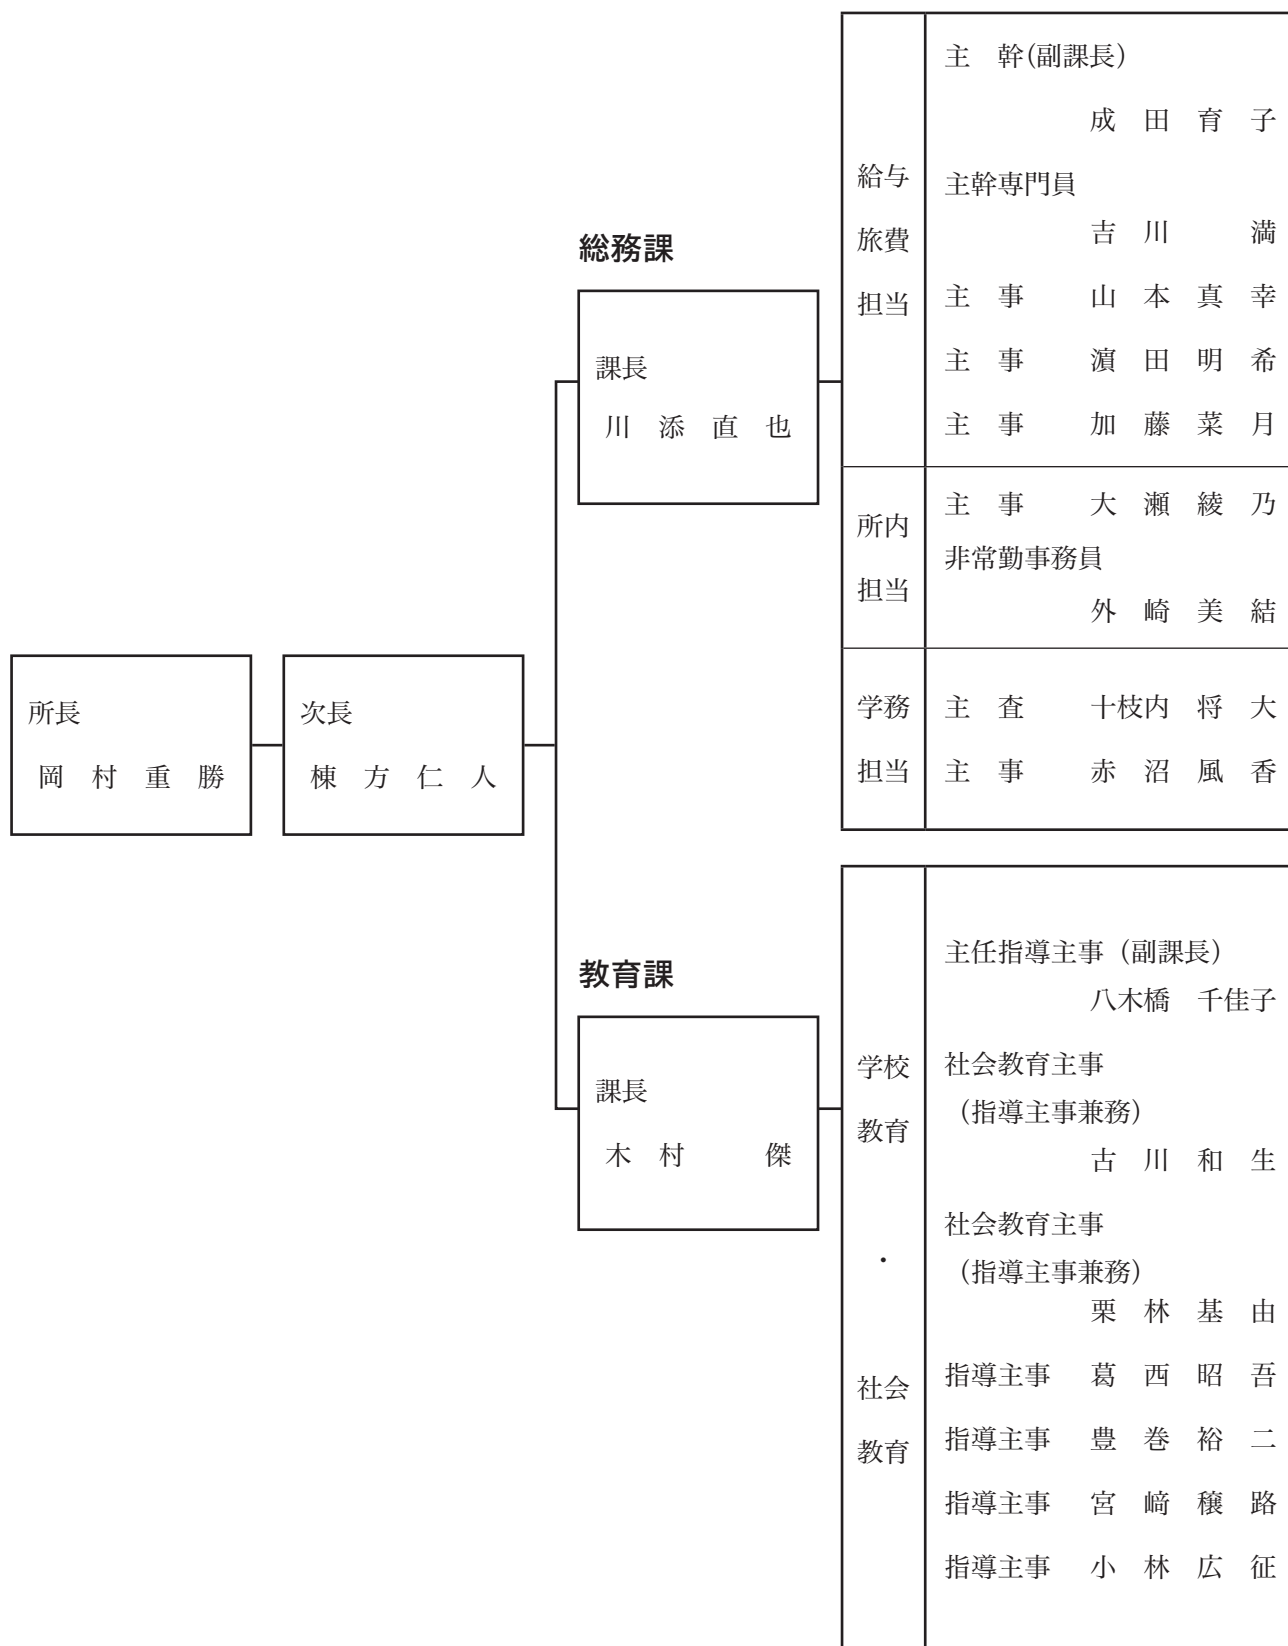 所長
岡村重勝
次長
棟方仁人
総務課
課長
川添直也
給与
旅費
担当
主　幹(副課長)
成田育子
主幹専門員
吉川　満
主　事　山本真幸
主　事　濵田明希
主　事　加藤菜月
所内
担当
主　事　大瀬綾乃
非常勤事務員
外崎美結
学務
担当
主　査　十枝内　将大
主　事　赤沼風香
教育課
課長
木村　傑
学校
教育
・
社会
教育
主任指導主事（副課長）
八木橋　千佳子
社会教育主事
（指導主事兼務）
古川和生
社会教育主事
（指導主事兼務）
栗林基由
指導主事　葛西昭吾
指導主事　豊巻裕二
指導主事　宮﨑穣路
指導主事　小林広征